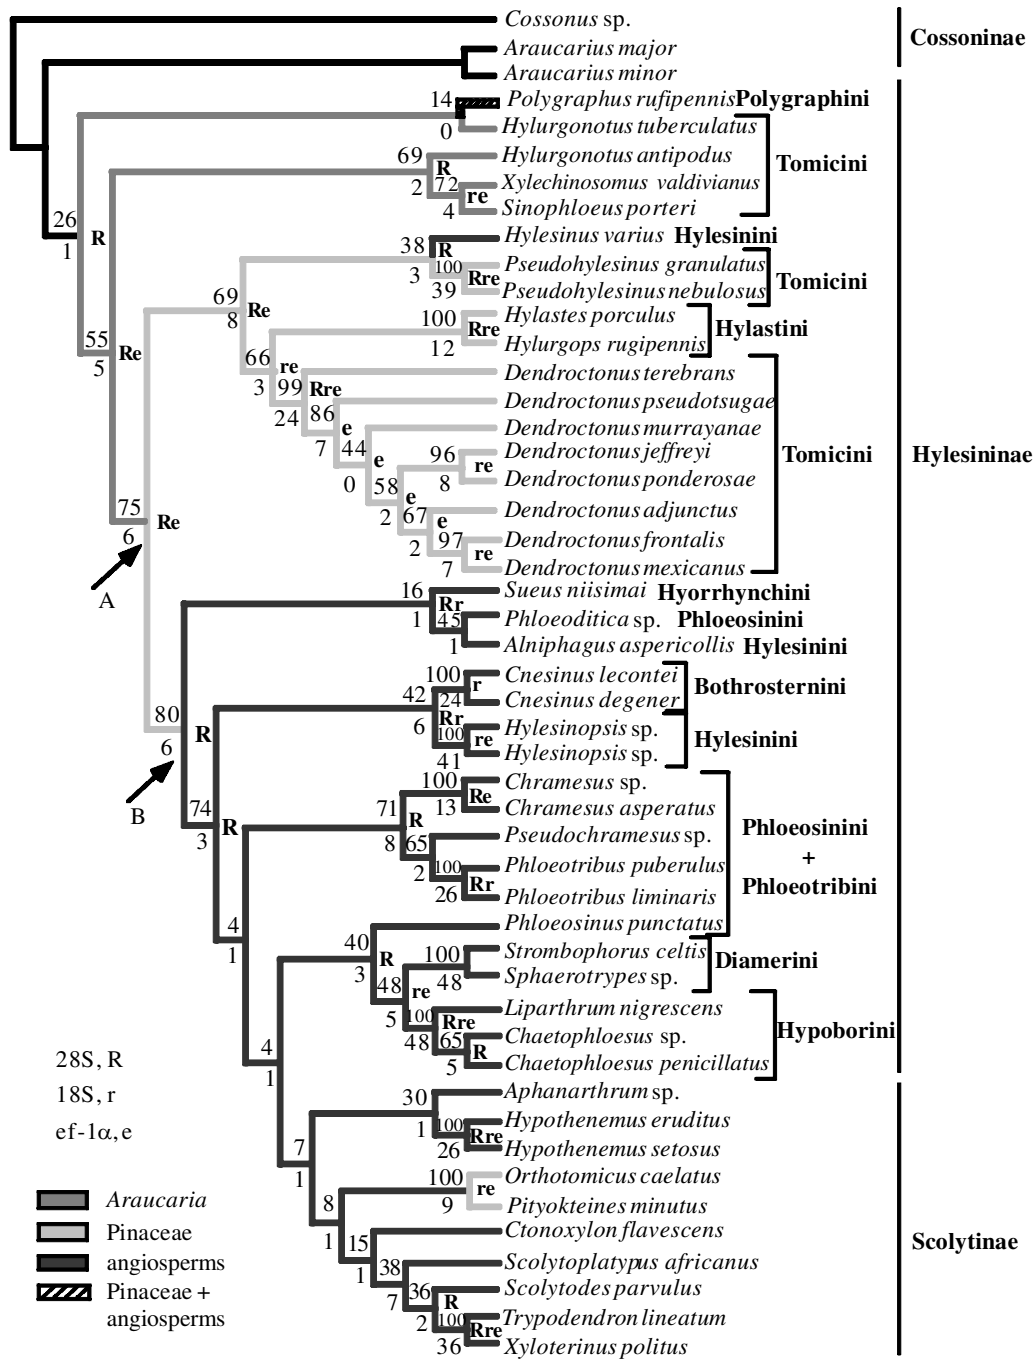 Cossonus sp.
Cossoninae
Araucarius major
Araucarius minor
14 Polygraphus rufipennis Polygraphini
0 Hylurgonotus tuberculatus
69 Hylurgonotus antipodus
R
Tomicini
2 72 Xylechinosomus valdivianus
re
4 Sinophloeus porteri
26 R
1
38 Hylesinus varius Hylesinini
R
3 100 Pseudohylesinus granulatus
Rre
Tomicini
39 Pseudohylesinus nebulosus
69 Re
8
100 Hylastes porculus
Rre
Hylastini
12 Hylurgops rugipennis
55 Re
5
66 re
3
99 Rre
24
Dendroctonus terebrans
86 e
7
Dendroctonus pseudotsugae
44 e
0
Dendroctonus murrayanae
96 Dendroctonus jeffreyi
re
8 Dendroctonus ponderosae
Tomicini
Hylesininae
58 e
2
67 e
2
Dendroctonus adjunctus
97 Dendroctonus frontalis
re
7 Dendroctonus mexicanus
75 Re
6
A
16 Sueus niisimai Hyorrhynchini
Rr
1 45 Phloeoditica sp. Phloeosinini
1 Alniphagus aspericollis Hylesinini
100 Cnesinus lecontei
r
Bothrosternini
42 24 Cnesinus degener
Rr
6 100 Hylesinopsis sp.
re
Hylesinini
41 Hylesinopsis sp.
80 R
6
B
100 Chramesus sp.
Re
13 Chramesus asperatus
74 R
3
71 R
8
65 Pseudochramesus sp.
2
100 Phloeotribus puberulus
Rr
26 Phloeotribus liminaris
Phloeosinini
+
Phloeotribini
4
1
40 Phloeosinus punctatus
R
3
100 Strombophorus celtis
48 Sphaerotrypes sp.
Diamerini
48 re
5
100 Liparthrum nigrescens
Rre
48
65 Chaetophloesus sp.
R
5 Chaetophloesus penicillatus
Hypoborini
4
1
28S, R
18S, r
ef-1α, e
30 Aphanarthrum sp.
1
100 Hypothenemus eruditus
Rre
26 Hypothenemus setosus
7
1
100 Orthotomicus caelatus
re
9 Pityokteines minutus
8
1
15 Ctonoxylon flavescens
1
38 Scolytoplatypus africanus
7
36 Scolytodes parvulus
R
2
100 Trypodendron lineatum
Rre
36 Xyloterinus politus
Scolytinae
Araucaria
Pinaceae
angiosperms
Pinaceae +
angiosperms